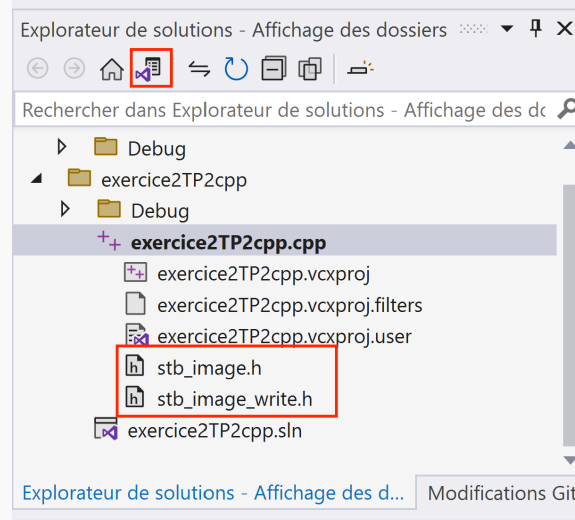 Explorateur de solutions - Affichage des dossiers
Rechercher dans Explorateur de solutions - Affichage des do
Debug
exercice2TP2cpp
Debug
exercice2TP2cpp.cpp
exercice2TP2cpp.vcxproj
exercice2TP2cpp.vcxproj.filters
exercice2TP2cpp.vcxproj.user
h stb_image.h
h stb_image_write.h
exercice2TP2cpp.sln
Explorateur de solutions - Affichage des d... Modifications Git